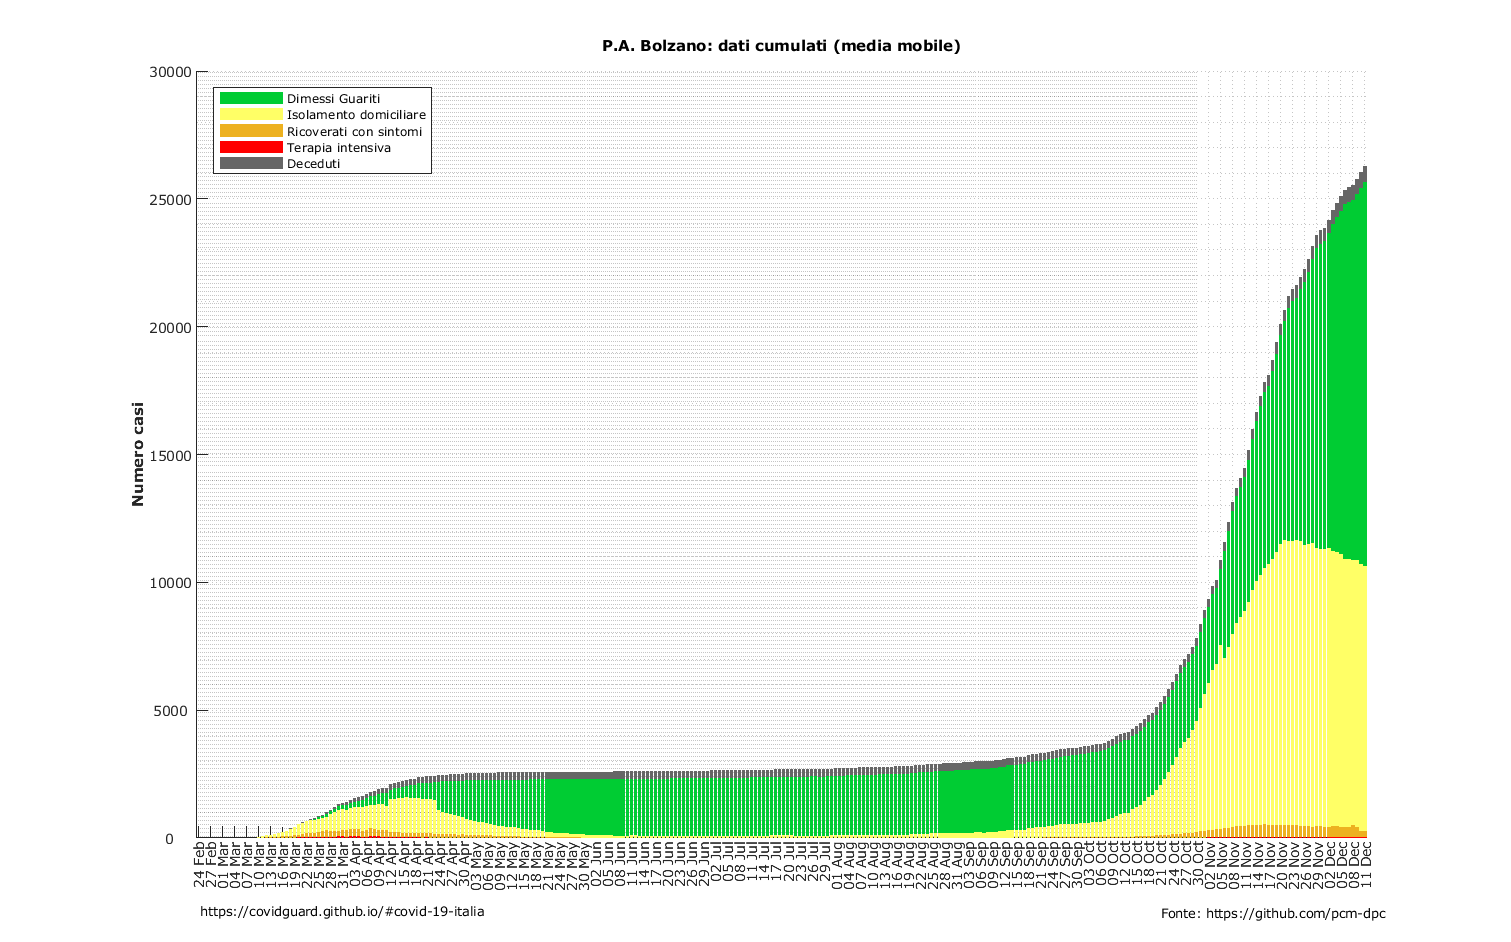 P.A. Bolzano: dati cumulati (media mobile)
30000
25000
20000
15000
10000
5000
0
Numero casi
Dimessi Guariti
Isolamento domiciliare
Ricoverati con sintomi
Terapia intensiva
Deceduti
24 Feb
27 Feb
01 Mar
04 Mar
07 Mar
10 Mar
13 Mar
16 Mar
19 Mar
22 Mar
25 Mar
28 Mar
31 Mar
03 Apr
06 Apr
09 Apr
12 Apr
15 Apr
18 Apr
21 Apr
24 Apr
27 Apr
30 Apr
03 May
06 May
09 May
12 May
15 May
18 May
21 May
24 May
27 May
30 May
02 Jun
05 Jun
08 Jun
11 Jun
14 Jun
17 Jun
20 Jun
23 Jun
26 Jun
29 Jun
02 Jul
05 Jul
08 Jul
11 Jul
14 Jul
17 Jul
20 Jul
23 Jul
26 Jul
29 Jul
01 Aug
04 Aug
07 Aug
10 Aug
13 Aug
16 Aug
19 Aug
22 Aug
25 Aug
28 Aug
31 Aug
03 Sep
06 Sep
09 Sep
12 Sep
15 Sep
18 Sep
21 Sep
24 Sep
27 Sep
30 Sep
03 Oct
06 Oct
09 Oct
12 Oct
15 Oct
18 Oct
21 Oct
24 Oct
27 Oct
30 Oct
02 Nov
05 Nov
08 Nov
11 Nov
14 Nov
17 Nov
20 Nov
23 Nov
26 Nov
29 Nov
02 Dec
05 Dec
08 Dec
11 Dec
https://covidguard.github.io/#covid-19-italia
Fonte: https://github.com/pcm-dpc